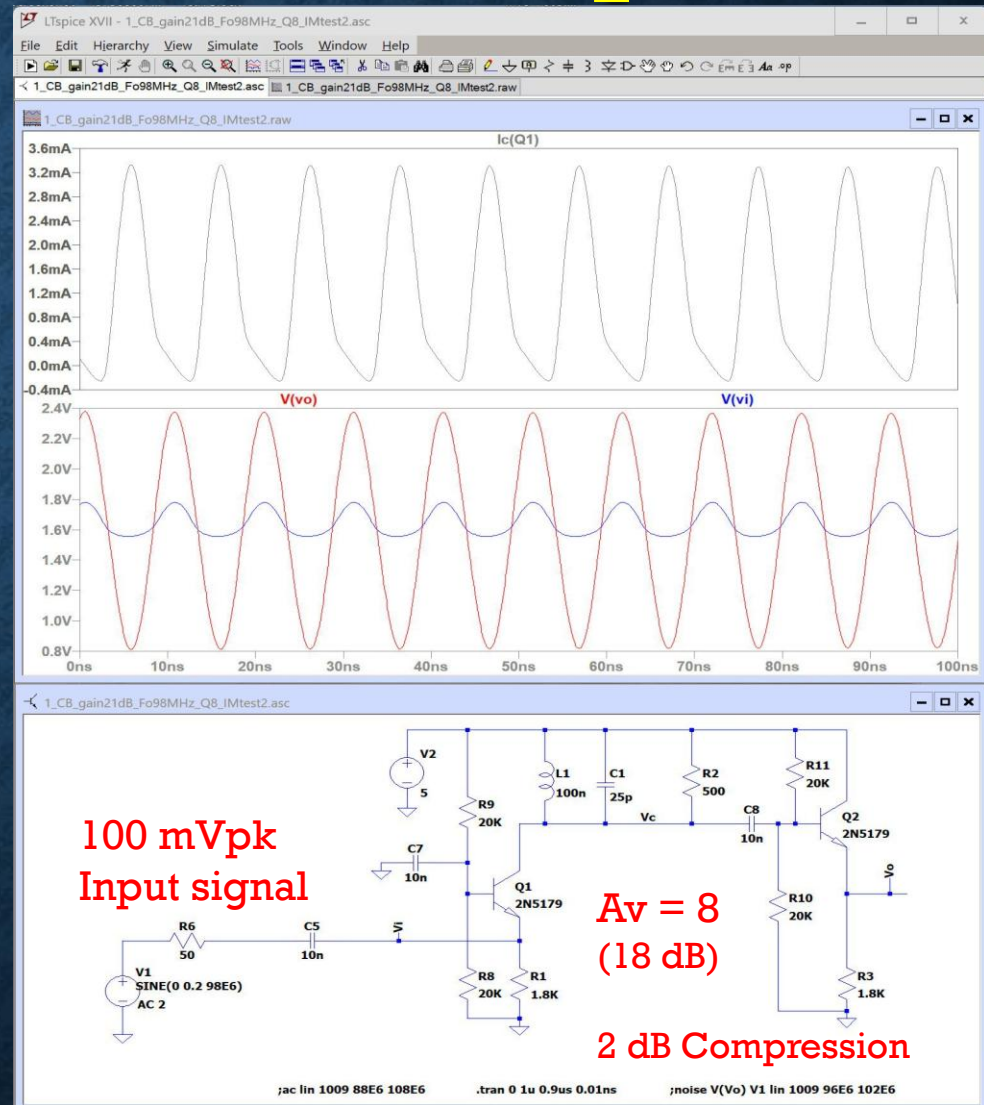 LTspice XVII - 1_CB_gain21dB_Fo98MHz_Q8_IMtest2.asc
File Edit Hierarchy View Simulate Tools Window Help
1_CB_gain21dB_Fo98MHz_Q8_IMtest2.asc 1_CB_gain21dB_Fo98MHz_Q8_IMtest2.raw
1_CB_gain21dB_Fo98MHz_Q8_IMtest2.raw
Ic(Q1)
3.6mA
3.2mA
2.8mA
2.4mA
2.0mA
1.6mA
1.2mA
0.8mA
0.4mA
0.0mA
-0.4mA
V(vo) V(vi)
2.4V
2.2V
2.0V
1.8V
1.6V
1.4V
1.2V
1.0V
0.8V
0ns 10ns 20ns 30ns 40ns 50ns 60ns 70ns 80ns 90ns 100ns
1_CB_gain21dB_Fo98MHz_Q8_IMtest2.asc
V2
5
R9
20K
L1
100n
C1
25p
R2
500
R11
20K
Vc
C8
10n
Q2
2N5179
C7
10n
Q1
2N5179
100 mVpk
Input signal
Av = 8
(18 dB)
R10
20K
Vo
R6
50
C5
10n
Vi
V1
SINE(0 0.2 98E6)
AC 2
R8
20K
R1
1.8K
R3
1.8K
2 dB Compression
;ac lin 1009 88E6 108E6 .tran 0 1u 0.9us 0.01ns ;noise V(Vo) V1 lin 1009 96E6 102E6